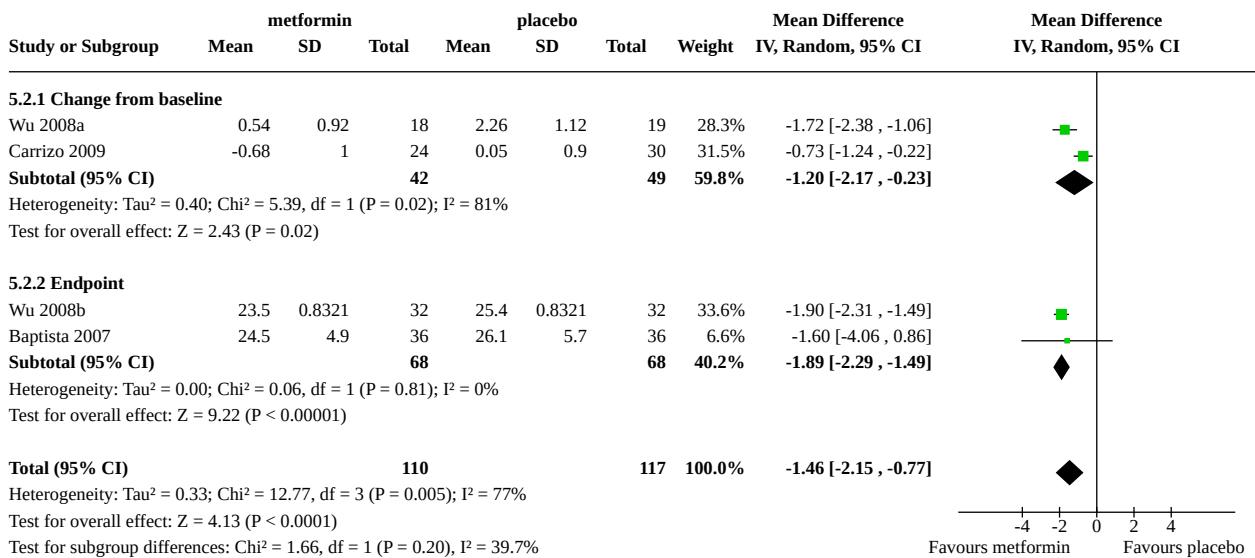 metformin placebo Mean Difference Mean Difference
Study or Subgroup Mean SD Total Mean SD Total Weight IV, Random, 95% CI IV, Random, 95% CI
5.2.1 Change from baseline
Wu 2008a 0.54 0.92 18 2.26 1.12 19 28.3% -1.72 [-2.38 , -1.06]
Carrizo 2009 -0.68 1 24 0.05 0.9 30 31.5% -0.73 [-1.24 , -0.22]
Subtotal (95% CI) 42 49 59.8% -1.20 [-2.17 , -0.23]
Heterogeneity: Tau² = 0.40; Chi² = 5.39, df = 1 (P = 0.02); I² = 81%
Test for overall effect: Z = 2.43 (P = 0.02)
5.2.2 Endpoint
Wu 2008b 23.5 0.8321 32 25.4 0.8321 32 33.6% -1.90 [-2.31 , -1.49]
Baptista 2007 24.5 4.9 36 26.1 5.7 36 6.6% -1.60 [-4.06 , 0.86]
Subtotal (95% CI) 68 68 40.2% -1.89 [-2.29 , -1.49]
Heterogeneity: Tau² = 0.00; Chi² = 0.06, df = 1 (P = 0.81); I² = 0%
Test for overall effect: Z = 9.22 (P < 0.00001)
Total (95% CI) 110 117 100.0% -1.46 [-2.15 , -0.77]
Heterogeneity: Tau² = 0.33; Chi² = 12.77, df = 3 (P = 0.005); I² = 77%
Test for overall effect: Z = 4.13 (P < 0.0001)
-4 -2 0 2 4
Test for subgroup differences: Chi² = 1.66, df = 1 (P = 0.20), I² = 39.7% Favours metformin Favours placebo